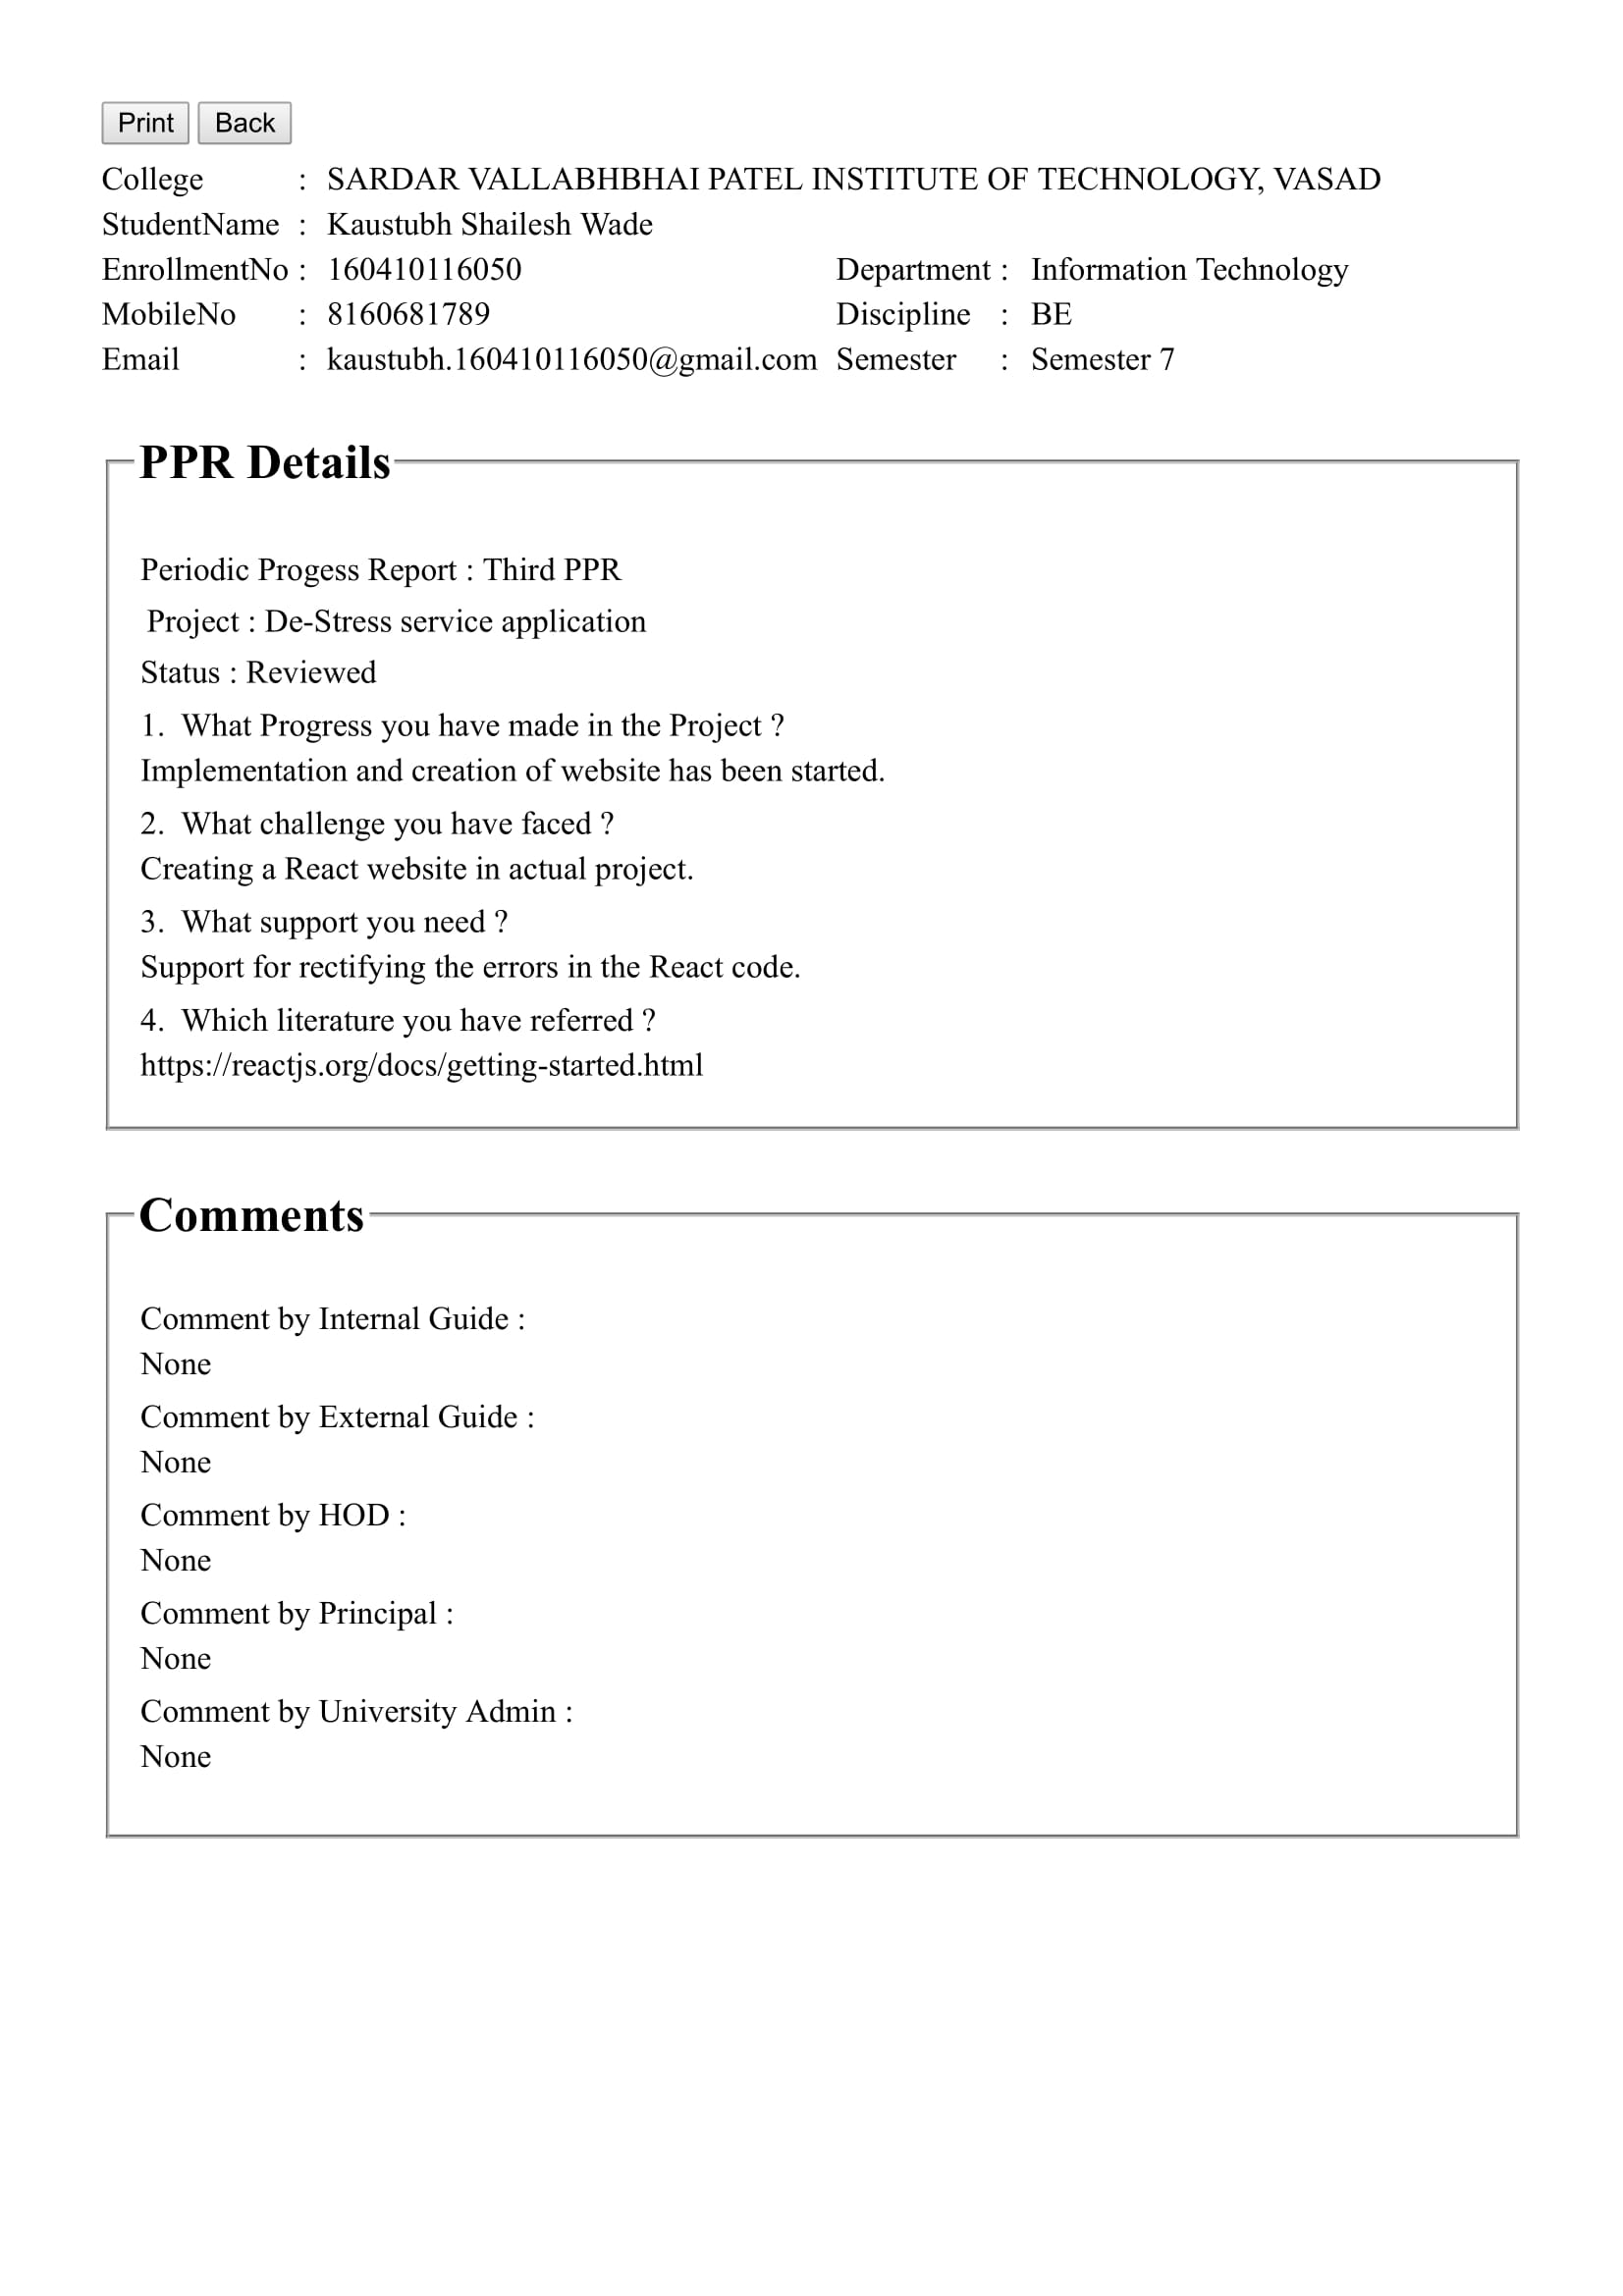 Print Back
College : SARDAR VALLABHBHAI PATEL INSTITUTE OF TECHNOLOGY, VASAD
StudentName : Kaustubh Shailesh Wade
EnrollmentNo : 160410116050 Department : Information Technology
MobileNo : 8160681789 Discipline : BE
Email : kaustubh.160410116050@gmail.com Semester : Semester 7
PPR Details
Periodic Progess Report : Third PPR
Project : De-Stress service application
Status : Reviewed
1. What Progress you have made in the Project ?
Implementation and creation of website has been started.
2. What challenge you have faced ?
Creating a React website in actual project.
3. What support you need ?
Support for rectifying the errors in the React code.
4. Which literature you have referred ?
https://reactjs.org/docs/getting-started.html
Comments
Comment by Internal Guide :
None
Comment by External Guide :
None
Comment by HOD :
None
Comment by Principal :
None
Comment by University Admin :
None